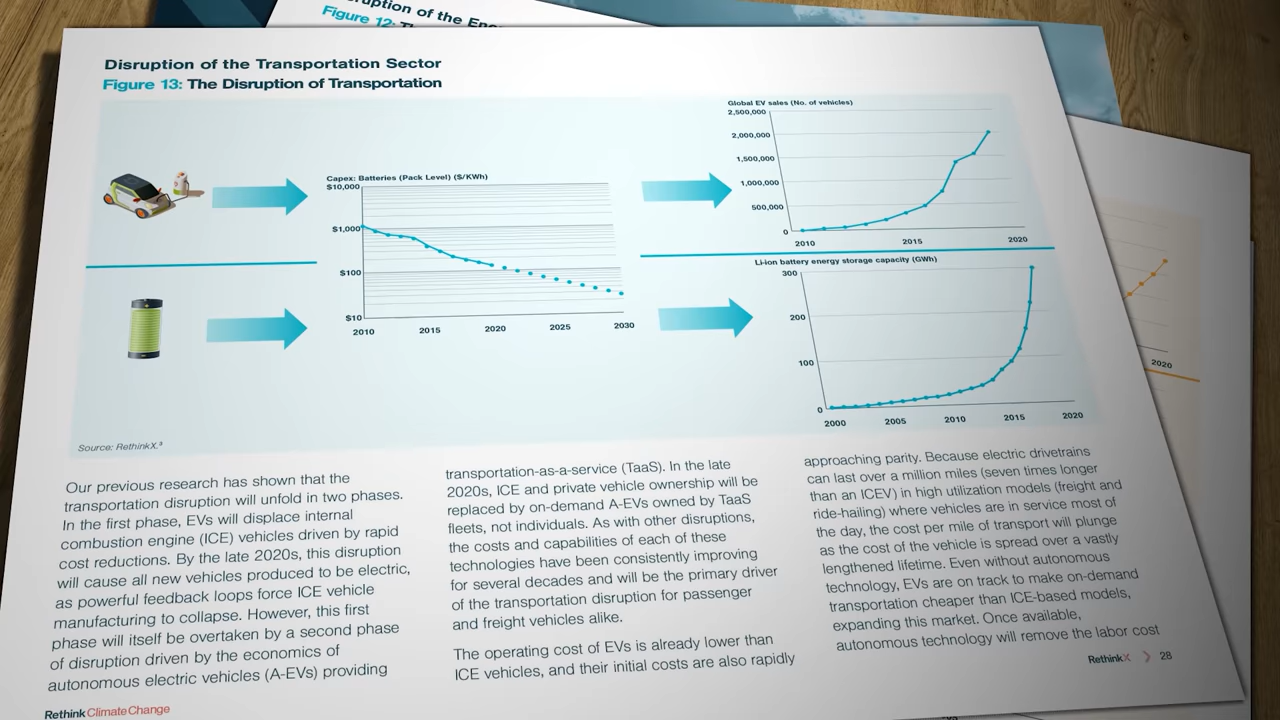 ruption of the Ene
Figure 12: Th
Disruption of the Transportation Sector
Figure 13: The Disruption of Transportation
Capex: Batteries (Pack Level) ($/KWh)
$10,000
$1,000
$100
$10
2010 2015 2020 2025 2030
Global EV sales (No. of vehicles)
2,500,000
2,000,000
1,500,000
1,000,000
500,000
0
2010 2015 2020
Li-ion battery energy storage capacity (GWh)
300
200
100
0
2000 2005 2010 2015 2020
2020
Source: RethinkX.⁸
Our previous research has shown that the
transportation disruption will unfold in two phases.
In the first phase, EVs will displace internal
combustion engine (ICE) vehicles driven by rapid
cost reductions. By the late 2020s, this disruption
will cause all new vehicles produced to be electric,
as powerful feedback loops force ICE vehicle
manufacturing to collapse. However, this first
phase will itself be overtaken by a second phase
of disruption driven by the economics of
autonomous electric vehicles (A-EVs) providing
transportation-as-a-service (TaaS). In the late
2020s, ICE and private vehicle ownership will be
replaced by on-demand A-EVs owned by TaaS
fleets, not individuals. As with other disruptions,
the costs and capabilities of each of these
technologies have been consistently improving
for several decades and will be the primary driver
of the transportation disruption for passenger
and freight vehicles alike.
The operating cost of EVs is already lower than
ICE vehicles, and their initial costs are also rapidly
approaching parity. Because electric drivetrains
can last over a million miles (seven times longer
than an ICEV) in high utilization models (freight and
ride-hailing) where vehicles are in service most of
the day, the cost per mile of transport will plunge
as the cost of the vehicle is spread over a vastly
lengthened lifetime. Even without autonomous
technology, EVs are on track to make on-demand
transportation cheaper than ICE-based models,
expanding this market. Once available,
autonomous technology will remove the labor cost
RethinkX 28
Rethink Climate Change